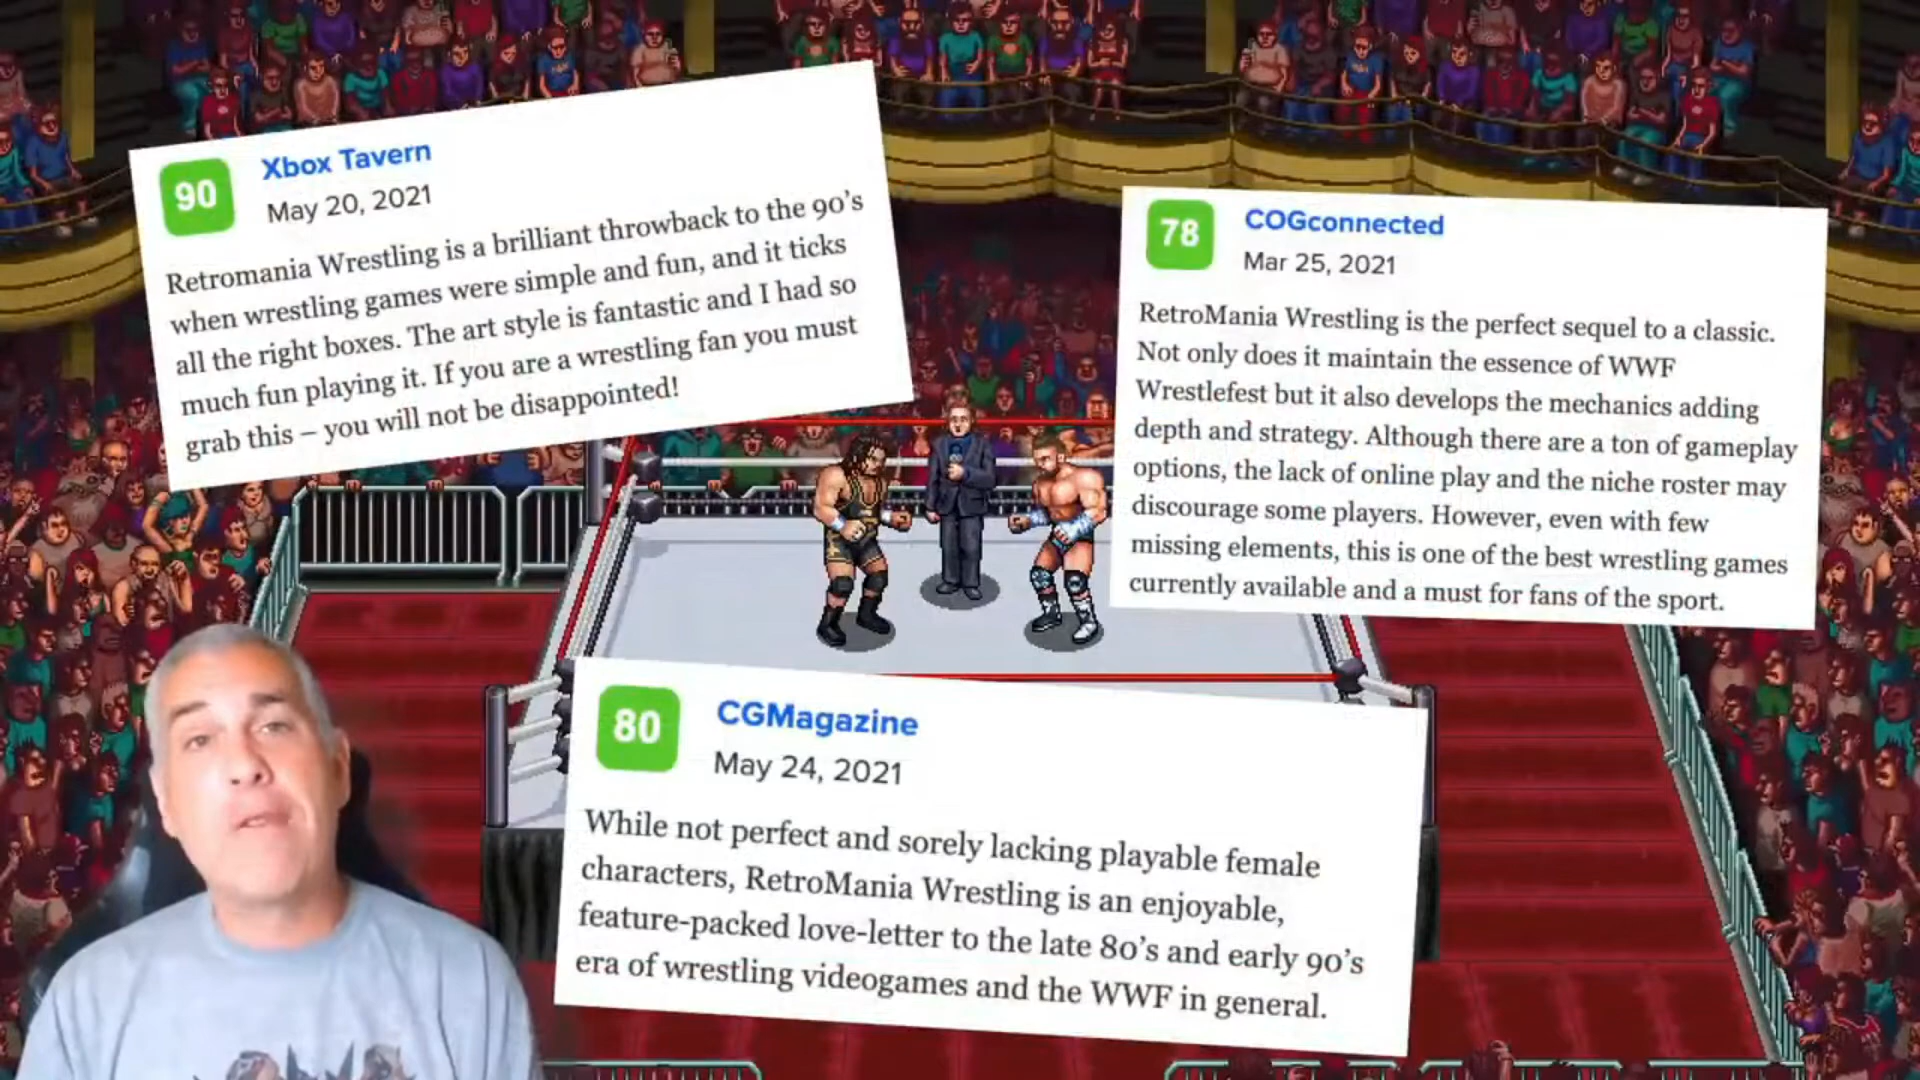 90
Xbox Tavern
May 20, 2021
Retromania Wrestling is a brilliant throwback to the 90's
when wrestling games were simple and fun, and it ticks
all the right boxes. The art style is fantastic and I had so
much fun playing it. If you are a wrestling fan you must
grab this – you will not be disappointed!
78
COGconnected
Mar 25, 2021
RetroMania Wrestling is the perfect sequel to a classic.
Not only does it maintain the essence of WWF
Wrestlefest but it also develops the mechanics adding
depth and strategy. Although there are a ton of gameplay
options, the lack of online play and the niche roster may
discourage some players. However, even with few
missing elements, this is one of the best wrestling games
currently available and a must for fans of the sport.
80
CGMagazine
May 24, 2021
While not perfect and sorely lacking playable female
characters, RetroMania Wrestling is an enjoyable,
feature-packed love-letter to the late 80's and early 90's
era of wrestling videogames and the WWF in general.